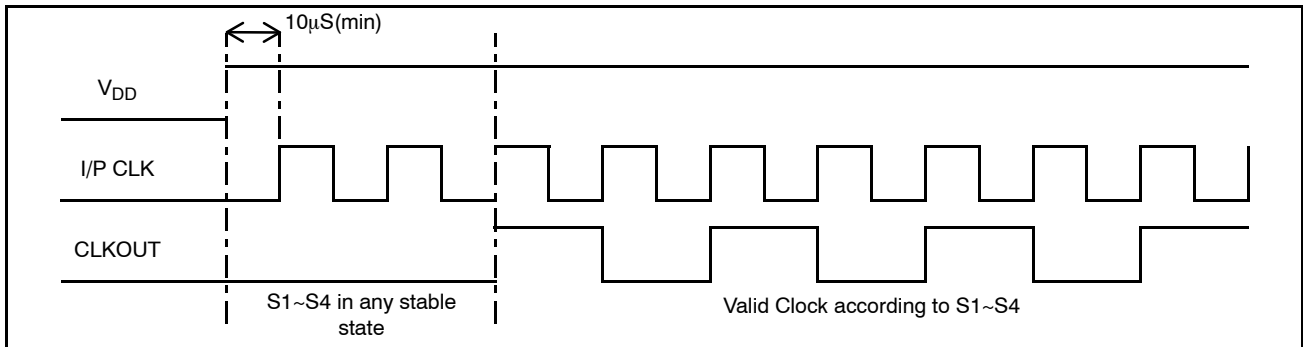 10μS(min)
VDD
I/P CLK
CLKOUT
S1~S4 in any stable
state
Valid Clock according to S1~S4